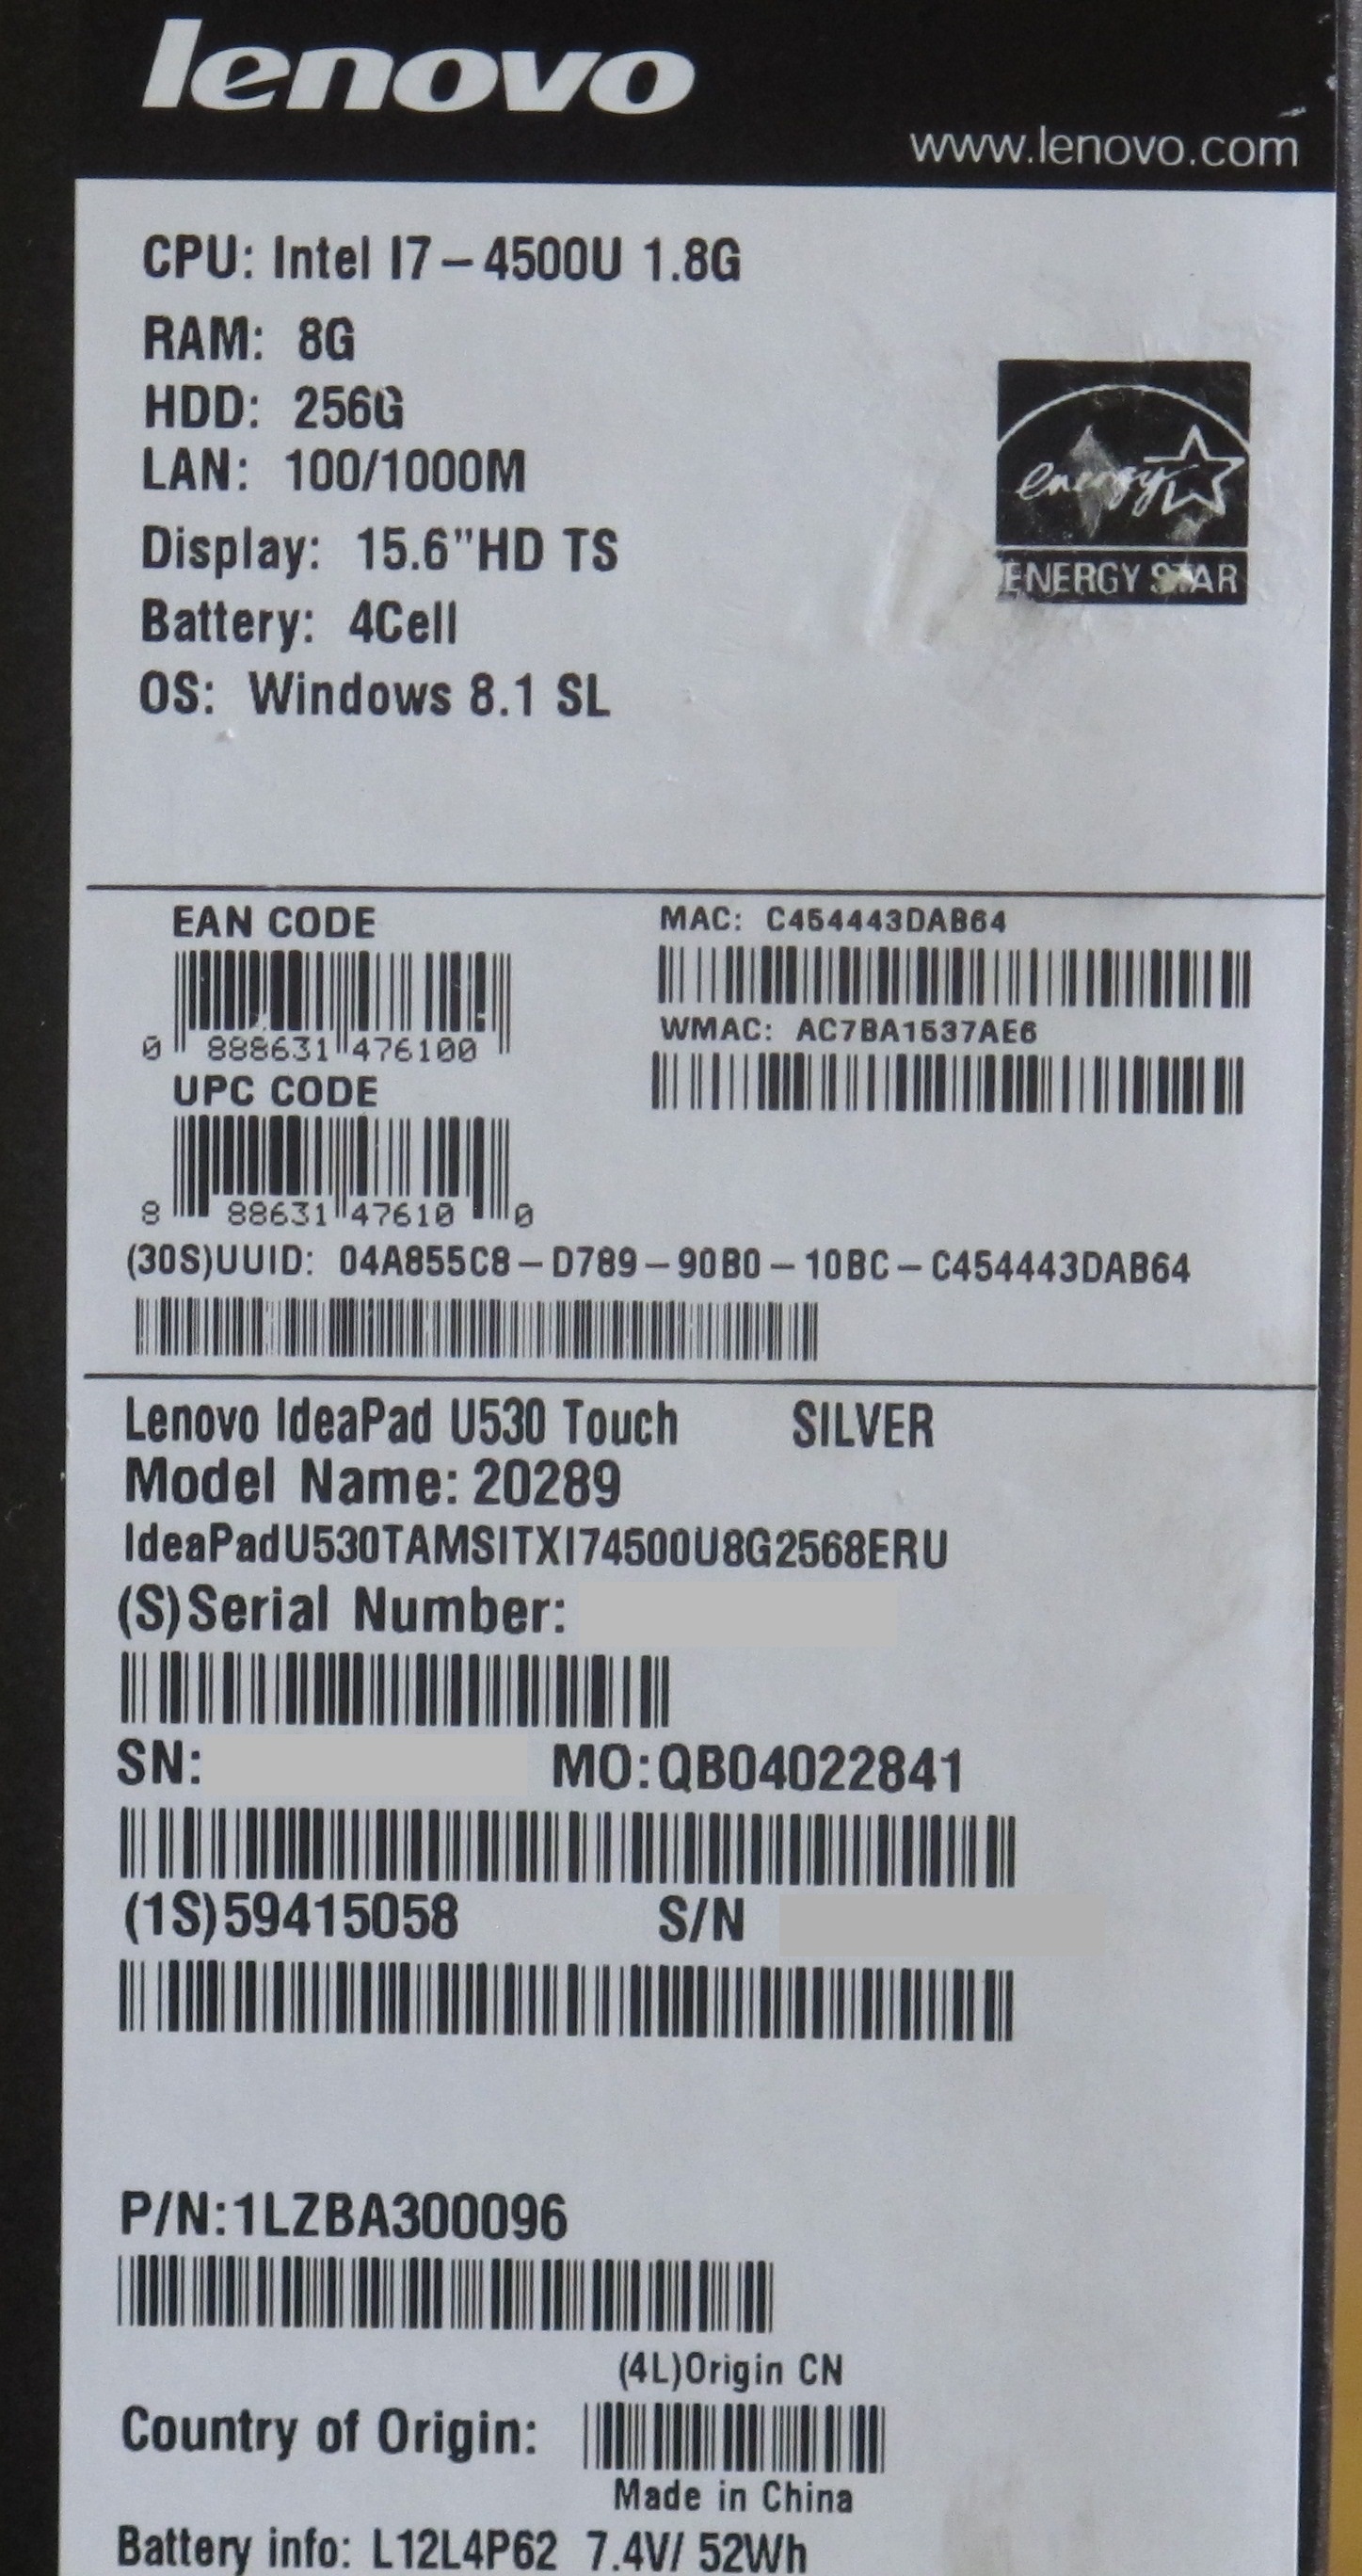 lenovo
www.lenovo.com
CPU: Intel I7-4500U 1.8G
RAM: 8G
HDD: 256G
LAN: 100/1000M
Display: 15.6"HD TS
Battery: 4Cell
OS: Windows 8.1 SL
energy
ENERGY STAR
EAN CODE
0 888631 476100
MAC: C454443DAB64
WMAC: AC7BA1537AE6
UPC CODE
8 88631 47610 0
(30S)UUID: 04A855C8-D789-90B0-10BC-C454443DAB64
Lenovo IdeaPad U530 Touch SILVER
Model Name: 20289
IdeaPadU530TAMSITXI74500U8G2568ERU
(S)Serial Number:
SN: MO:QB04022841
(1S)59415058 S/N
P/N:1LZBA300096
(4L)Origin CN
Country of Origin:
Made in China
Battery info: L12L4P62 7.4V/ 52Wh